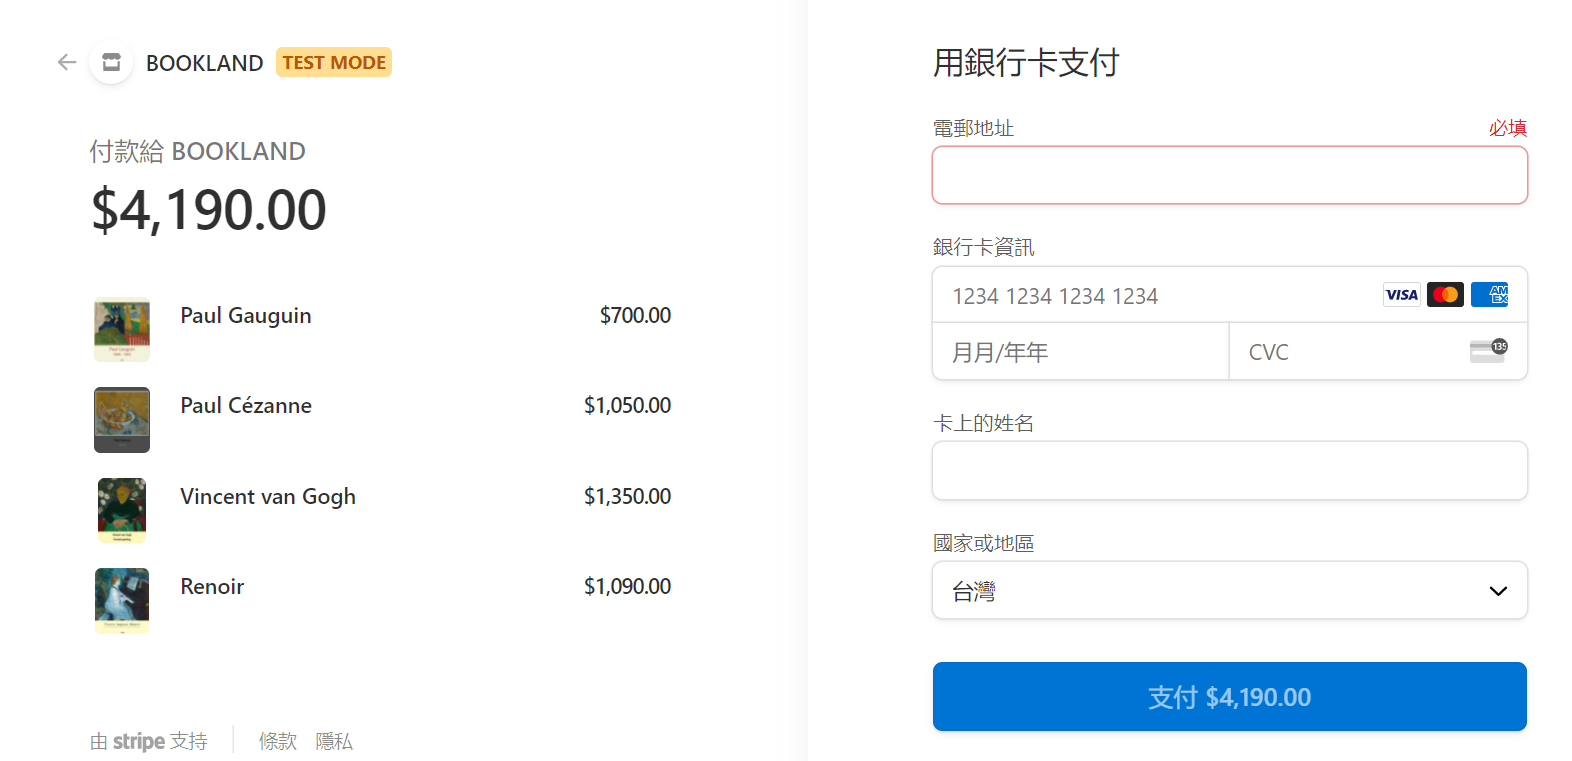 BOOKLAND TEST MODE
付款給 BOOKLAND
$4,190.00
Paul Gauguin $700.00
Paul Cézanne $1,050.00
Vincent van Gogh $1,350.00
Renoir $1,090.00
由 stripe 支持 條款 隱私
用銀行卡支付
電郵地址 必填
銀行卡資訊
1234 1234 1234 1234 VISA AMEX
月月/年年 CVC 135
卡上的姓名
國家或地區
台灣
支付 $4,190.00